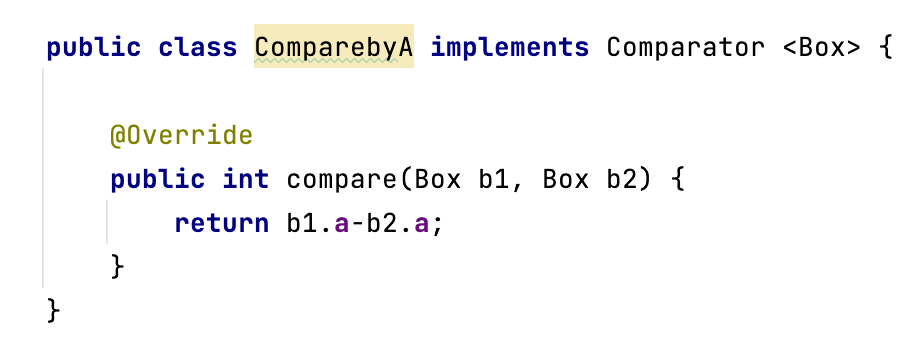 public class ComparebyA implements Comparator <Box> {
@Override
public int compare(Box b1, Box b2) {
return b1.a-b2.a;
}
}